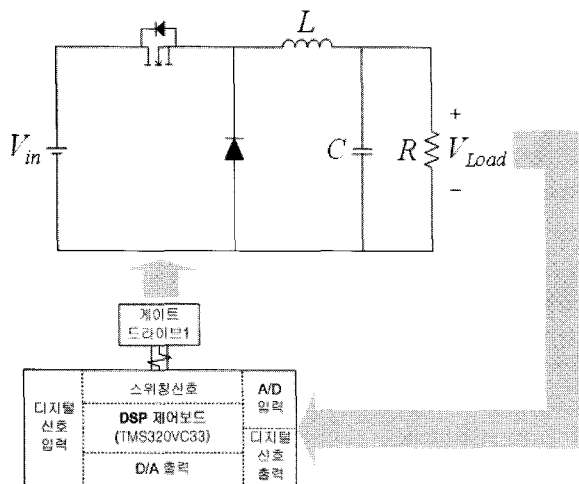 L
V_in
C
R
+
V_Load
−
게이트
드라이브1
디지털
신호
입력
스위칭신호
DSP 제어보드
(TMS320VC33)
D/A 출력
A/D
입력
디지털
신호
출력